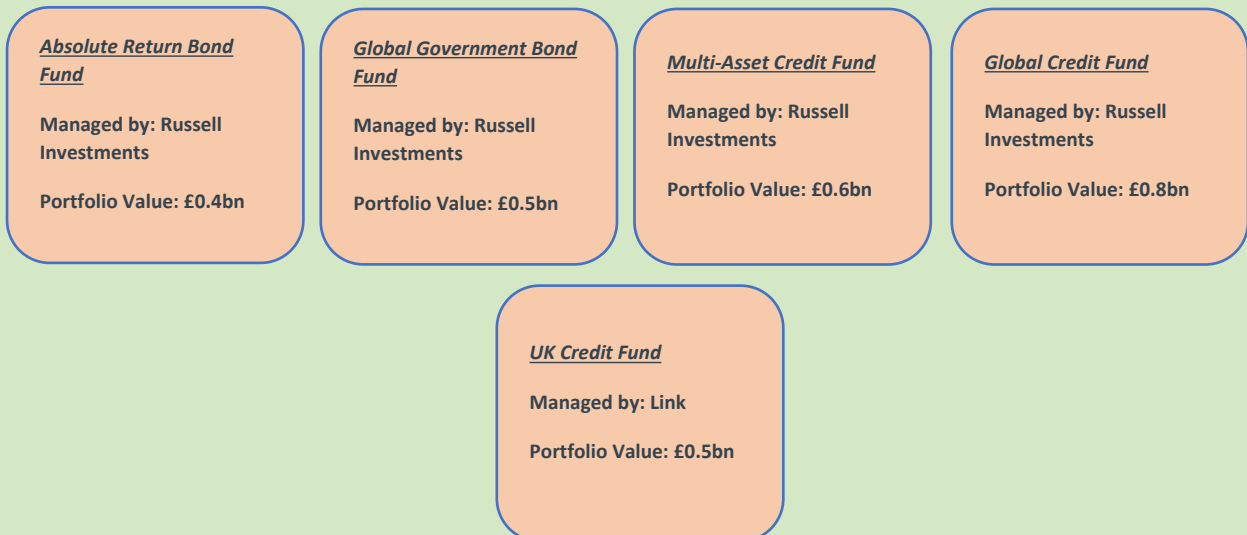 Absolute Return Bond
Fund
Managed by: Russell
Investments
Portfolio Value: £0.4bn
Global Government Bond
Fund
Managed by: Russell
Investments
Portfolio Value: £0.5bn
Multi-Asset Credit Fund
Managed by: Russell
Investments
Portfolio Value: £0.6bn
Global Credit Fund
Managed by: Russell
Investments
Portfolio Value: £0.8bn
UK Credit Fund
Managed by: Link
Portfolio Value: £0.5bn